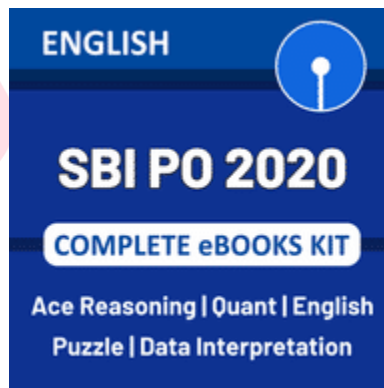 ENGLISH
SBI PO 2020
COMPLETE eBOOKS KIT
Ace Reasoning | Quant | English
Puzzle | Data Interpretation